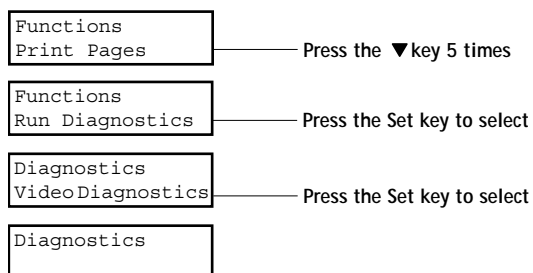 Functions
Print Pages
Press the ▼ key 5 times
Functions
Run Diagnostics
Press the Set key to select
Diagnostics
VideoDiagnostics
Press the Set key to select
Diagnostics